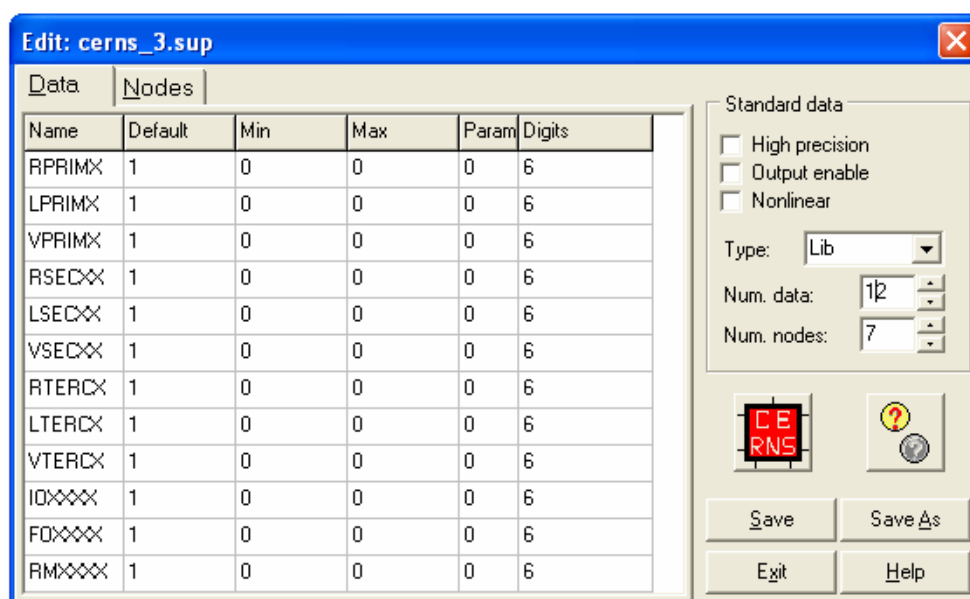 Edit: cerns_3.sup
Data Nodes
Name Default Min Max Param Digits
RPRIMX 1 0 0 0 6
LPRIMX 1 0 0 0 6
VPRIMX 1 0 0 0 6
RSECXX 1 0 0 0 6
LSECXX 1 0 0 0 6
VSECXX 1 0 0 0 6
RTERCX 1 0 0 0 6
LTERCX 1 0 0 0 6
VTERCX 1 0 0 0 6
IOXXXX 1 0 0 0 6
FOXXXX 1 0 0 0 6
RMXXXX 1 0 0 0 6
Standard data
High precision
Output enable
Nonlinear
Type: Lib
Num. data: 12
Num. nodes: 7
CE
RNS
? ?
Save Save As
Exit Help